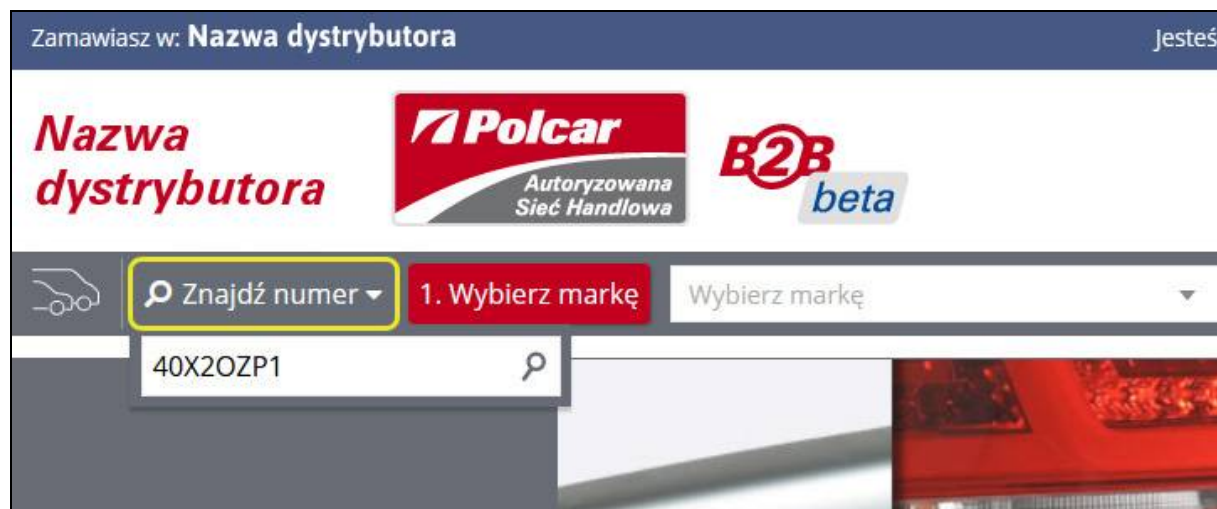 Zamawiasz w: Nazwa dystrybutora
Jesteś
Nazwa
dystrybutora
Polcar
Autoryzowana
Sieć Handlowa
B2B
beta
Znajdź numer
1. Wybierz markę
Wybierz markę
40X2OZP1